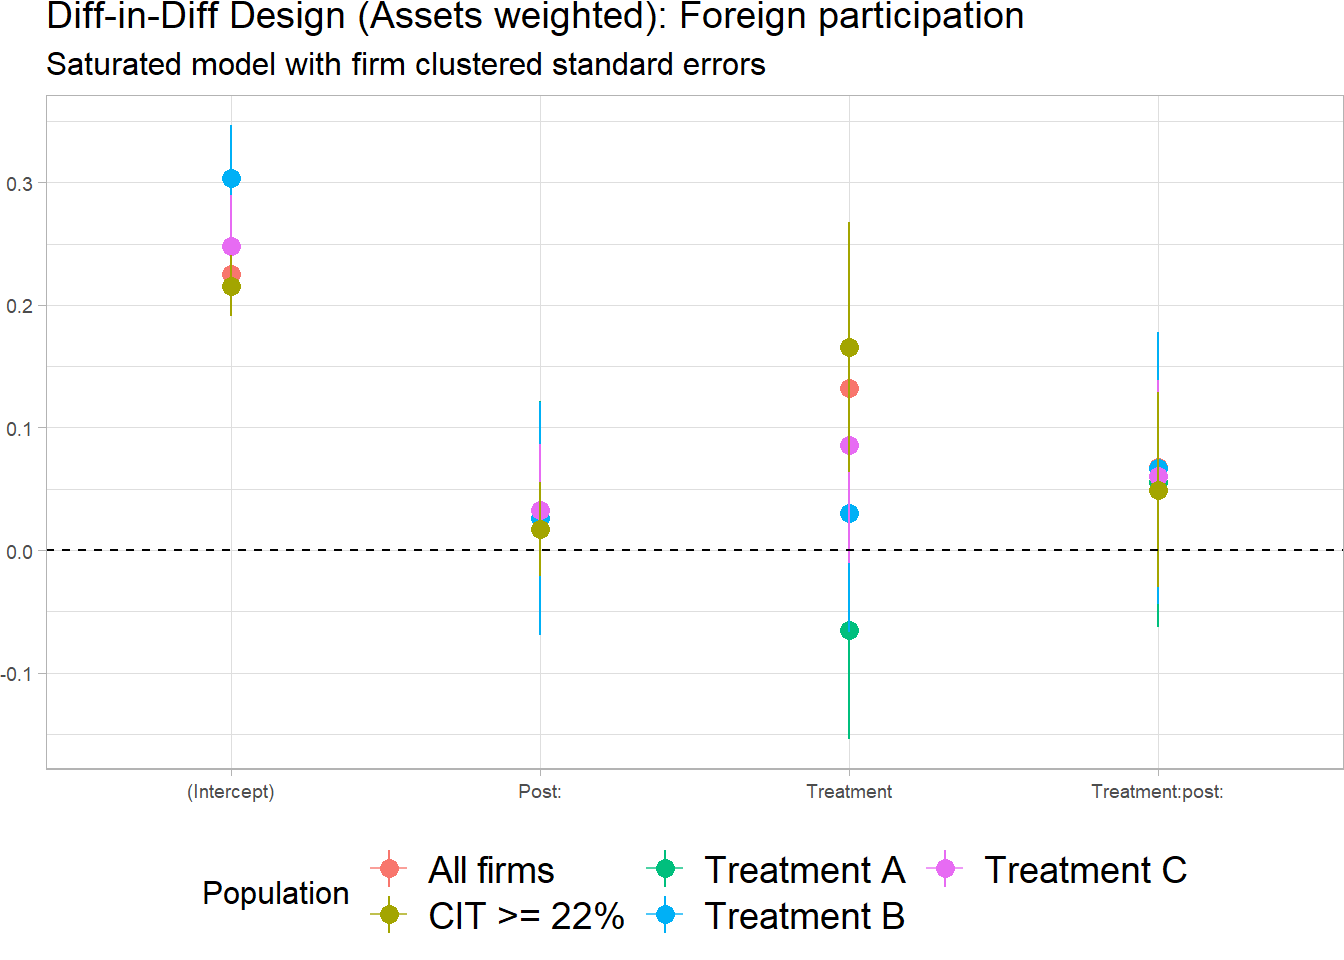 Diff-in-Diff Design (Assets weighted): Foreign participation
Saturated model with firm clustered standard errors
0.3
0.2
0.1
0.0
-0.1
(Intercept) Post: Treatment Treatment:post:
Population
All firms Treatment A Treatment C
CIT >= 22% Treatment B